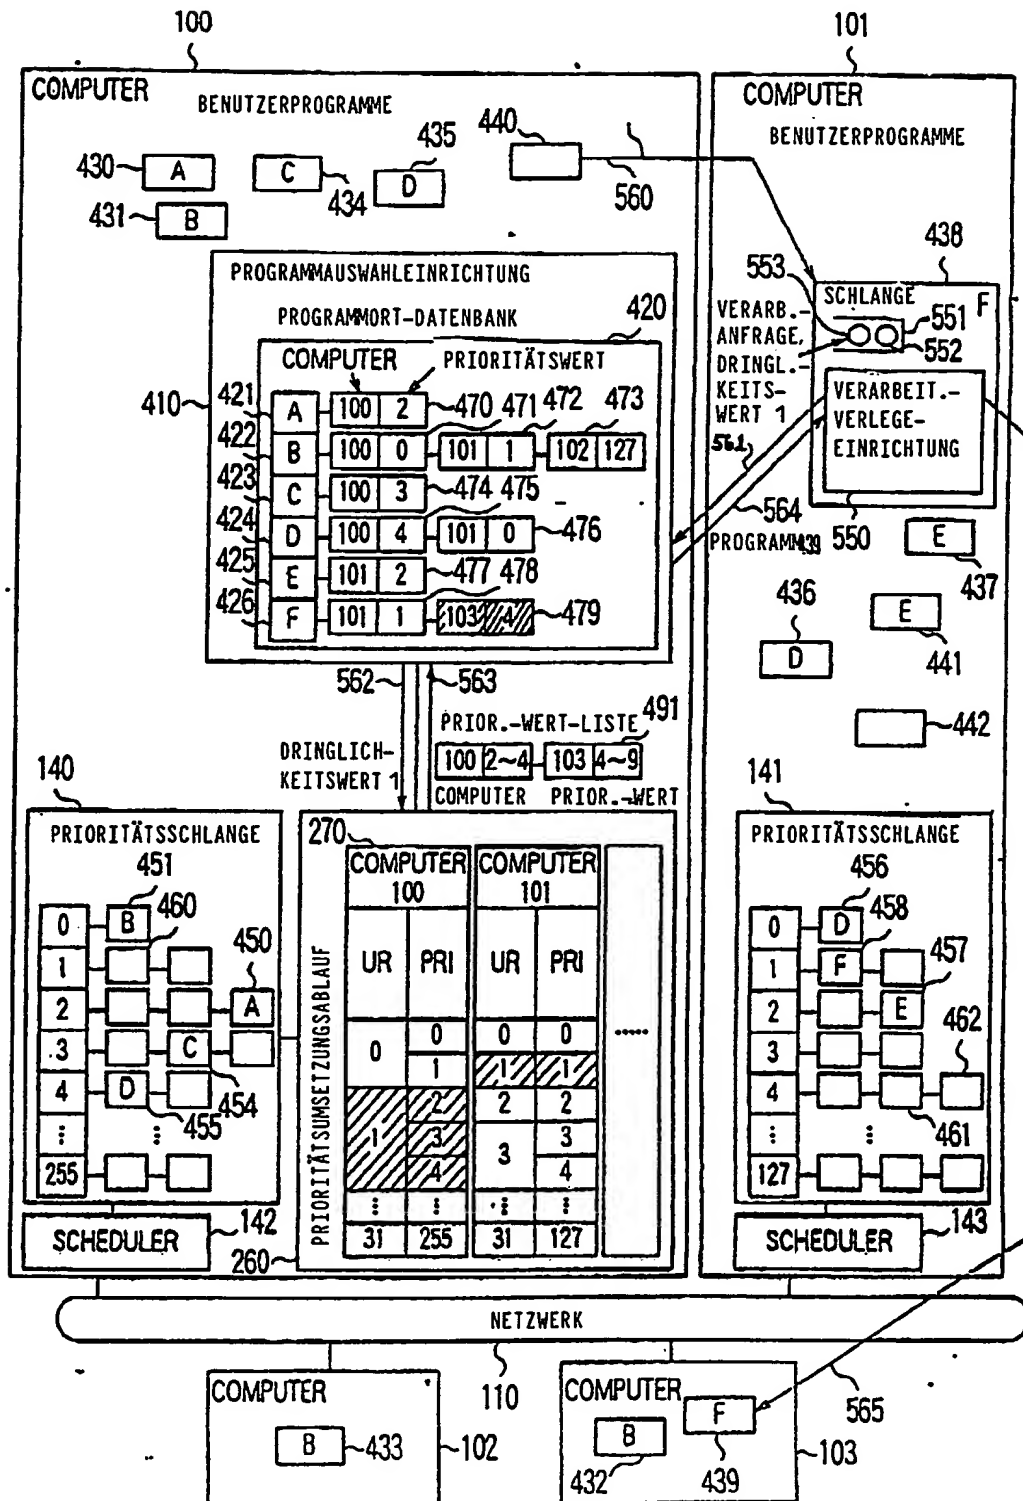 100
101
COMPUTER
BENUTZERPROGRAMME
430
A
C
434
435
D
440
431
B
560
COMPUTER
BENUTZERPROGRAMME
438
553
SCHLANGE
F
551
552
VERARB.-
ANFRAGE,
DRINGL.-
KEITS-
WERT 1
VERARBEIT.-
VERLEGE-
EINRICHTUNG
550
561
564
PROGRAMM439
E
437
436
D
E
441
442
PROGRAMMAUSWAHLEINRICHTUNG
PROGRAMMORT-DATENBANK
420
COMPUTER
PRIORITÄTSWERT
410
421 A 100 2 470 471 472 473
422 B 100 0 101 1 102 127
423 C 100 3 474 475
424 D 100 4 101 0 476
425 E 101 2 477 478
426 F 101 1 103 4 479
562
563
DRINGLICH-
KEITSWERT 1
PRIOR.-WERT-LISTE
491
100 2~4 103 4~9
COMPUTER PRIOR.-WERT
140
PRIORITÄTSSCHLANGE
451
460
450
0 B
1
2 A
3 C
4 D
455
454
⋮ ⋮
255
SCHEDULER
142
270
PRIORITÄTSUMSETZUNGSABLAUF
COMPUTER COMPUTER
100 101
UR PRI UR PRI
0 0 0 0
1 1 1
.....
1 2 2 2
3 3 3
4 4
⋮ ⋮ ⋮ ⋮
31 255 31 127
260
141
PRIORITÄTSSCHLANGE
456
458
457
0 D
1 F
2 E
462
3
4
461
⋮ ⋮
127
SCHEDULER
143
NETZWERK
110
COMPUTER
B
433
102
COMPUTER
F
B
432
439
103
565